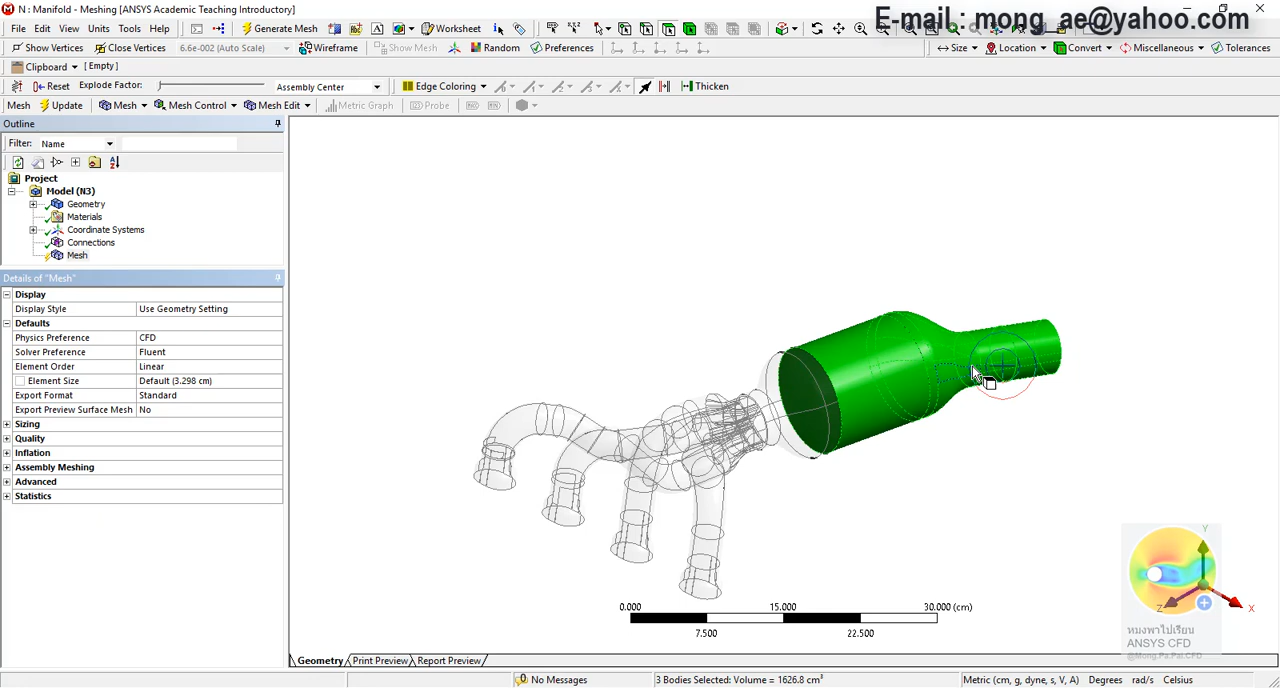 N : Manifold - Meshing [ANSYS Academic Teaching Introductory]
E-mail : mong_ae@yahoo.com
File Edit View Units Tools Help Generate Mesh Worksheet
Show Vertices Close Vertices 6.6e-002 (Auto Scale) Wireframe Show Mesh Random Preferences Size Location Convert Miscellaneous Tolerances
Clipboard [Empty]
Reset Explode Factor: Assembly Center Edge Coloring Thicken
Mesh Update Mesh Mesh Control Mesh Edit Metric Graph Probe
Outline
Filter: Name
Project
Model (N3)
Geometry
Materials
Coordinate Systems
Connections
Mesh
Details of "Mesh"
Display
Display Style Use Geometry Setting
Defaults
Physics Preference CFD
Solver Preference Fluent
Element Order Linear
Element Size Default (3.298 cm)
Export Format Standard
Export Preview Surface Mesh No
Sizing
Quality
Inflation
Assembly Meshing
Advanced
Statistics
0.000 15.000 30.000 (cm)
7.500 22.500
Y
Z
X
หมงพาไปเรียน
ANSYS CFD
@Mong.Pa.Pai.CFD
Geometry Print Preview Report Preview
No Messages 3 Bodies Selected: Volume = 1626.8 cm³ Metric (cm, g, dyne, s, V, A) Degrees rad/s Celsius